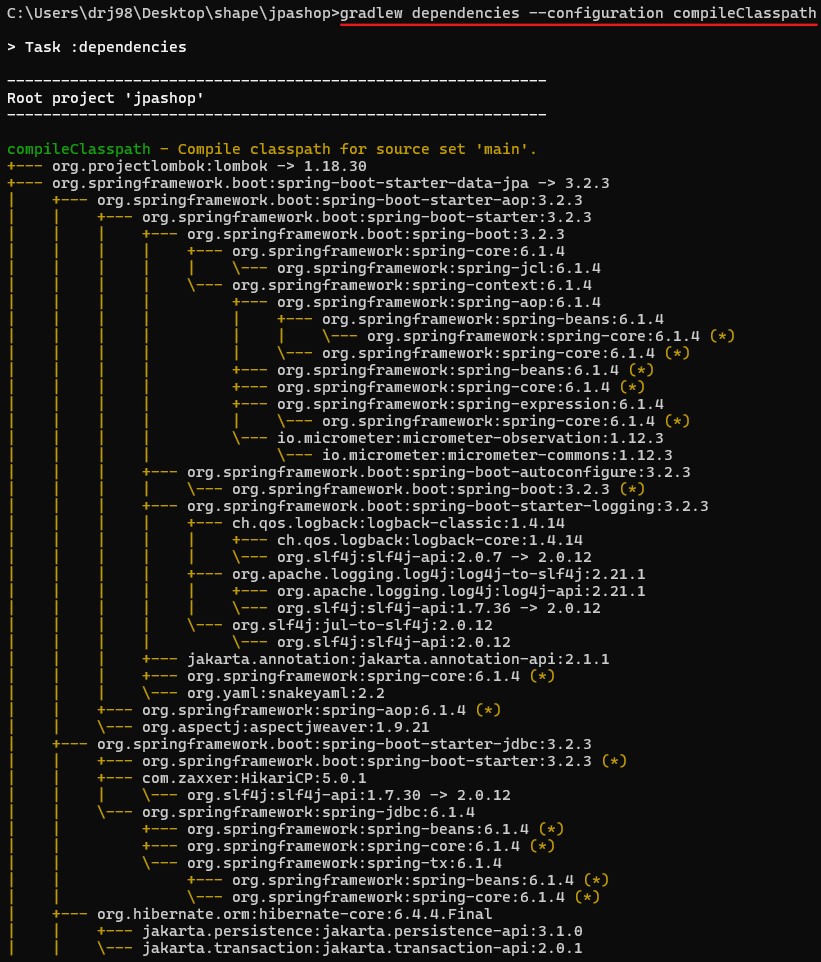 C:\Users\drj98\Desktop\shape\jpashop>gradlew dependencies --configuration compileClasspath
> Task :dependencies
------------------------------------------------------------
Root project 'jpashop'
------------------------------------------------------------
compileClasspath - Compile classpath for source set 'main'.
+--- org.projectlombok:lombok -> 1.18.30
+--- org.springframework.boot:spring-boot-starter-data-jpa -> 3.2.3
|    +--- org.springframework.boot:spring-boot-starter-aop:3.2.3
|    |    +--- org.springframework.boot:spring-boot-starter:3.2.3
|    |    |    +--- org.springframework.boot:spring-boot:3.2.3
|    |    |    |    +--- org.springframework:spring-core:6.1.4
|    |    |    |    |    \--- org.springframework:spring-jcl:6.1.4
|    |    |    |    \--- org.springframework:spring-context:6.1.4
|    |    |    |         +--- org.springframework:spring-aop:6.1.4
|    |    |    |         |    +--- org.springframework:spring-beans:6.1.4
|    |    |    |         |    |    \--- org.springframework:spring-core:6.1.4 (*)
|    |    |    |         |    \--- org.springframework:spring-core:6.1.4 (*)
|    |    |    |         +--- org.springframework:spring-beans:6.1.4 (*)
|    |    |    |         +--- org.springframework:spring-core:6.1.4 (*)
|    |    |    |         +--- org.springframework:spring-expression:6.1.4
|    |    |    |         |    \--- org.springframework:spring-core:6.1.4 (*)
|    |    |    |         \--- io.micrometer:micrometer-observation:1.12.3
|    |    |    |              \--- io.micrometer:micrometer-commons:1.12.3
|    |    |    +--- org.springframework.boot:spring-boot-autoconfigure:3.2.3
|    |    |    |    \--- org.springframework.boot:spring-boot:3.2.3 (*)
|    |    |    +--- org.springframework.boot:spring-boot-starter-logging:3.2.3
|    |    |    |    +--- ch.qos.logback:logback-classic:1.4.14
|    |    |    |    |    +--- ch.qos.logback:logback-core:1.4.14
|    |    |    |    |    \--- org.slf4j:slf4j-api:2.0.7 -> 2.0.12
|    |    |    |    +--- org.apache.logging.log4j:log4j-to-slf4j:2.21.1
|    |    |    |    |    +--- org.apache.logging.log4j:log4j-api:2.21.1
|    |    |    |    |    \--- org.slf4j:slf4j-api:1.7.36 -> 2.0.12
|    |    |    |    \--- org.slf4j:jul-to-slf4j:2.0.12
|    |    |    |         \--- org.slf4j:slf4j-api:2.0.12
|    |    |    +--- jakarta.annotation:jakarta.annotation-api:2.1.1
|    |    |    +--- org.springframework:spring-core:6.1.4 (*)
|    |    |    \--- org.yaml:snakeyaml:2.2
|    |    +--- org.springframework:spring-aop:6.1.4 (*)
|    |    \--- org.aspectj:aspectjweaver:1.9.21
|    +--- org.springframework.boot:spring-boot-starter-jdbc:3.2.3
|    |    +--- org.springframework.boot:spring-boot-starter:3.2.3 (*)
|    |    +--- com.zaxxer:HikariCP:5.0.1
|    |    |    \--- org.slf4j:slf4j-api:1.7.30 -> 2.0.12
|    |    \--- org.springframework:spring-jdbc:6.1.4
|    |         +--- org.springframework:spring-beans:6.1.4 (*)
|    |         +--- org.springframework:spring-core:6.1.4 (*)
|    |         \--- org.springframework:spring-tx:6.1.4
|    |              +--- org.springframework:spring-beans:6.1.4 (*)
|    |              \--- org.springframework:spring-core:6.1.4 (*)
|    +--- org.hibernate.orm:hibernate-core:6.4.4.Final
|    |    +--- jakarta.persistence:jakarta.persistence-api:3.1.0
|    |    \--- jakarta.transaction:jakarta.transaction-api:2.0.1